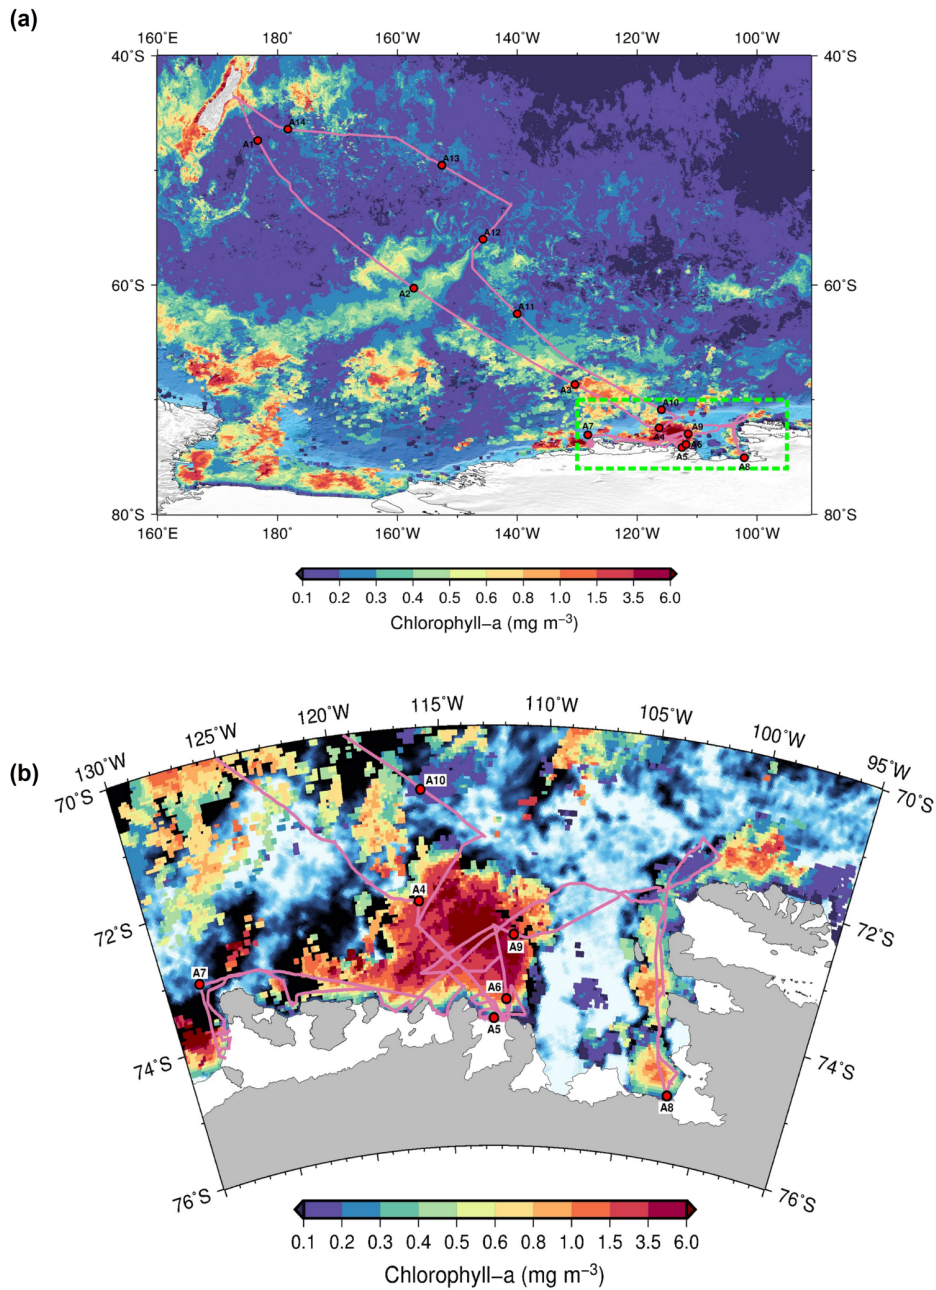 (a)
160˚E 180˚ 160˚W 140˚W 120˚W 100˚W
40˚S 40˚S
A14
A1
A13
A12
60˚S 60˚S
A2
A11
A3
A10
A7
A4 A9
A6
A5
A8
80˚S 80˚S
160˚E 180˚ 160˚W 140˚W 120˚W 100˚W
0.1 0.2 0.3 0.4 0.5 0.6 0.8 1.0 1.5 3.5 6.0
Chlorophyll−a (mg m−3)
(b)
130˚W 125˚W 120˚W 115˚W 110˚W 105˚W 100˚W 95˚W
70˚S 70˚S
A10
A4
72˚S 72˚S
A9
A7
A6
A5
74˚S 74˚S
A8
76˚S 76˚S
0.1 0.2 0.3 0.4 0.5 0.6 0.8 1.0 1.5 3.5 6.0
Chlorophyll−a (mg m−3)